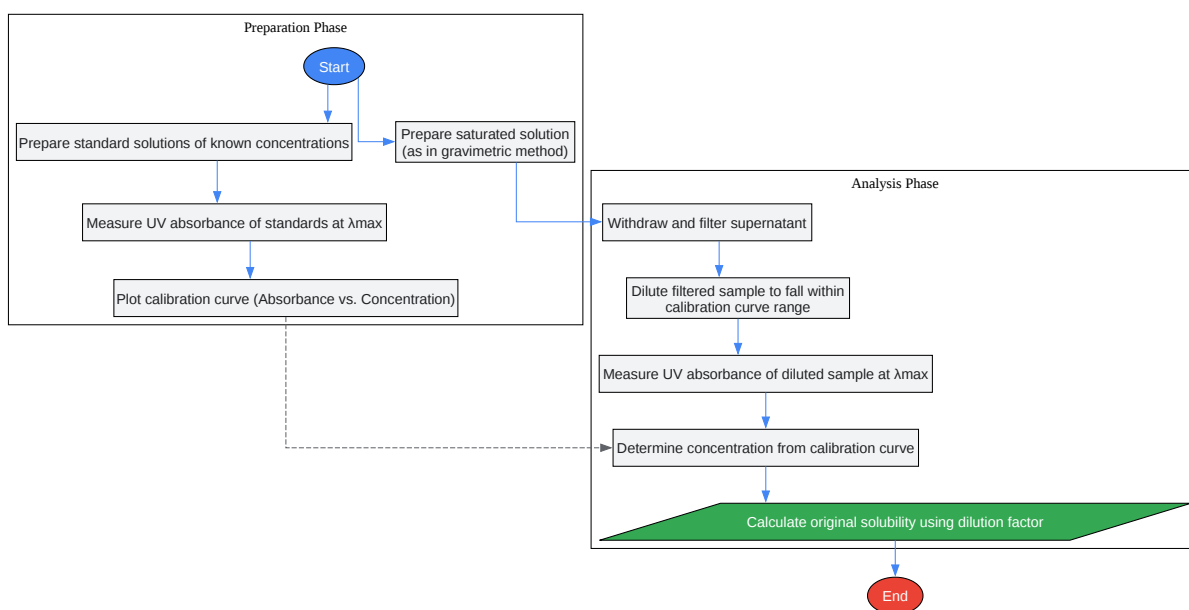 Preparation Phase
Start
Prepare standard solutions of known concentrations
Prepare saturated solution
(as in gravimetric method)
Measure UV absorbance of standards at λmax
Plot calibration curve (Absorbance vs. Concentration)
Analysis Phase
Withdraw and filter supernatant
Dilute filtered sample to fall within
calibration curve range
Measure UV absorbance of diluted sample at λmax
Determine concentration from calibration curve
Calculate original solubility using dilution factor
End